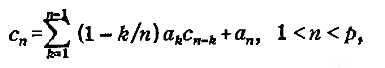 c_n = \sum_{k=1}^{n-1} (1 - k/n) a_k c_{n-k} + a_n, 1 < n < p,